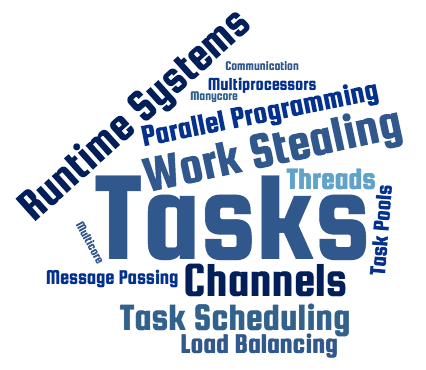 Runtime Systems
Communication
Multiprocessors
Manycore
Parallel Programming
Work Stealing
Threads
Tasks
Task Pools
Multicore
Message Passing
Channels
Task Scheduling
Load Balancing